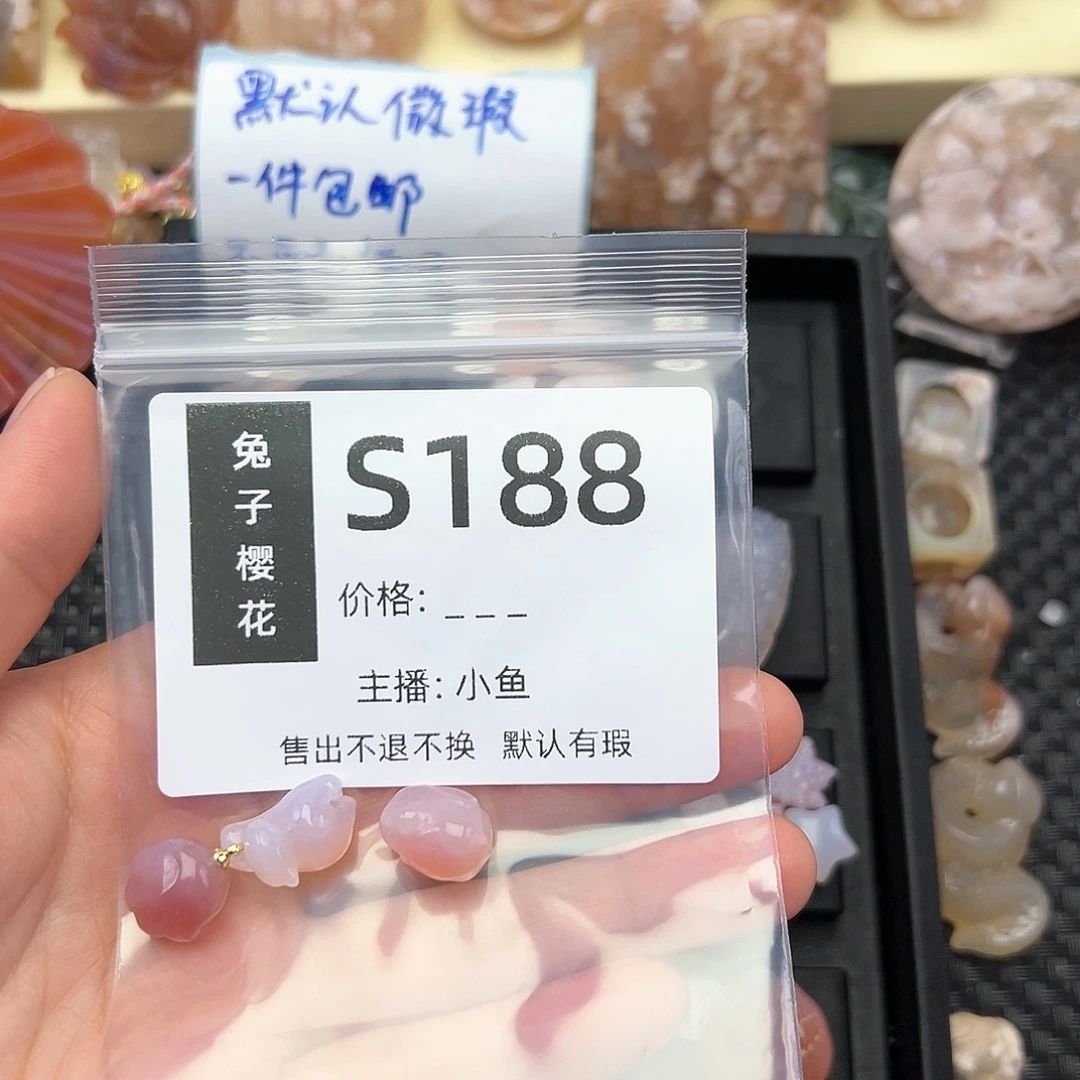 默认微瑕
一件包邮
兔子樱花
S188
价格: _ _ _
主播: 小鱼
售出不退不换 默认有瑕